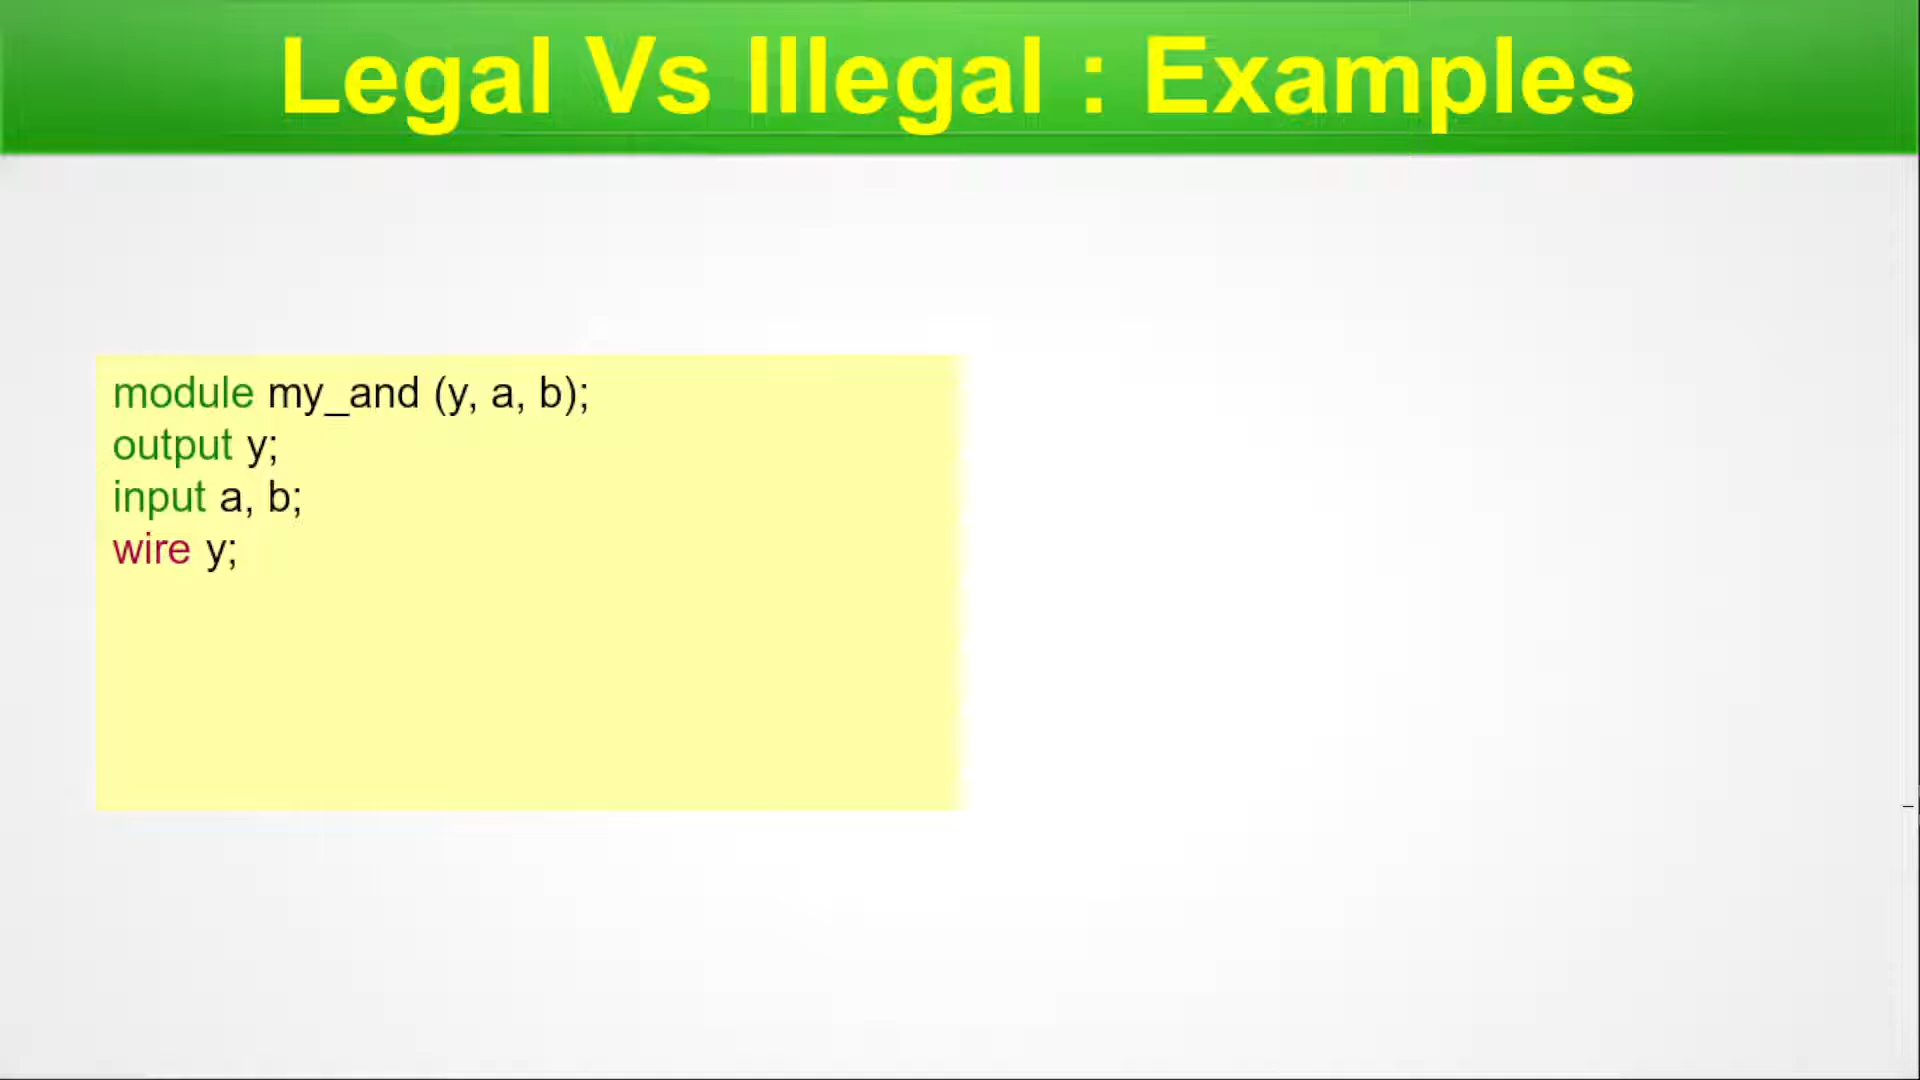 Legal Vs Illegal : Examples
module my_and (y, a, b);
output y;
input a, b;
wire y;